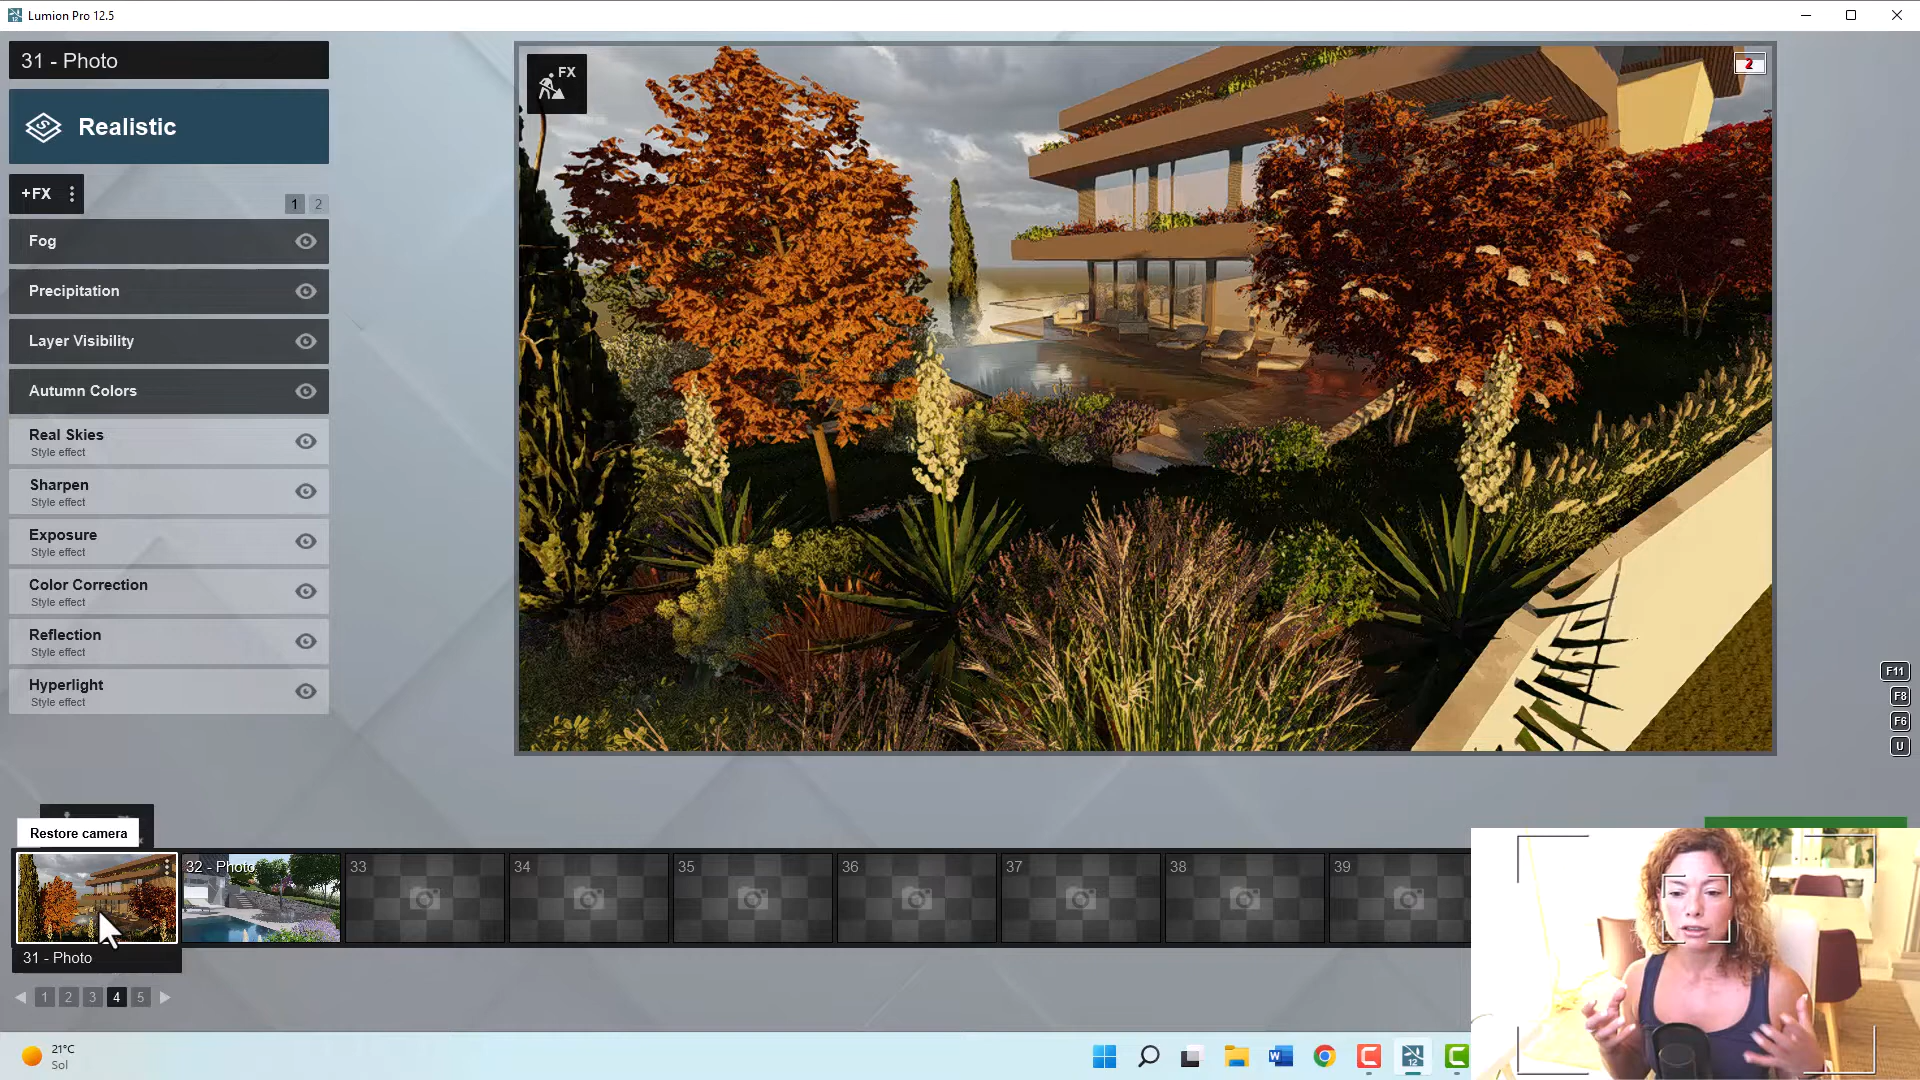 Lumion Pro 12.5
31 - Photo
Realistic
FX
2
+FX
1 2
Fog
Precipitation
Layer Visibility
Autumn Colors
Real Skies
Style effect
Sharpen
Style effect
Exposure
Style effect
Color Correction
Style effect
Reflection
Style effect
Hyperlight
Style effect
F11
F8
F6
U
Restore camera
32 - Photo
33
34
35
36
37
38
39
31 - Photo
1 2 3 4 5
21°C
Sol
12